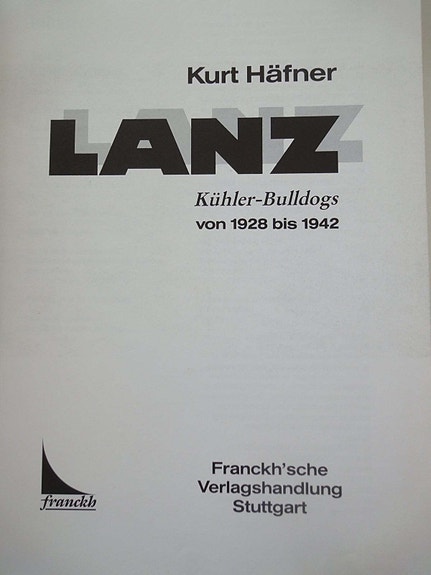 Kurt Häfner
LANZ
Kühler-Bulldogs
von 1928 bis 1942
franckh
Franckh'sche
Verlagshandlung
Stuttgart